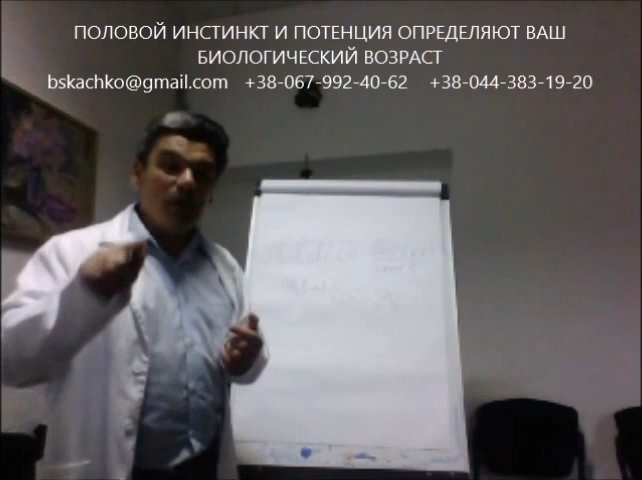 ПОЛОВОЙ ИНСТИНКТ И ПОТЕНЦИЯ ОПРЕДЕЛЯЮТ ВАШ
БИОЛОГИЧЕСКИЙ ВОЗРАСТ
bskachko@gmail.com +38-067-992-40-62 +38-044-383-19-20